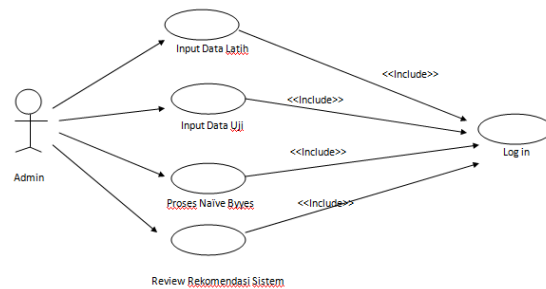 Input Data Latih
<<Include>>
<<Include>>
Input Data Uji
Log in
<<Include>>
Admin
Proses Naïve Byyes
<<Include>>
Review Rekomendasi Sistem